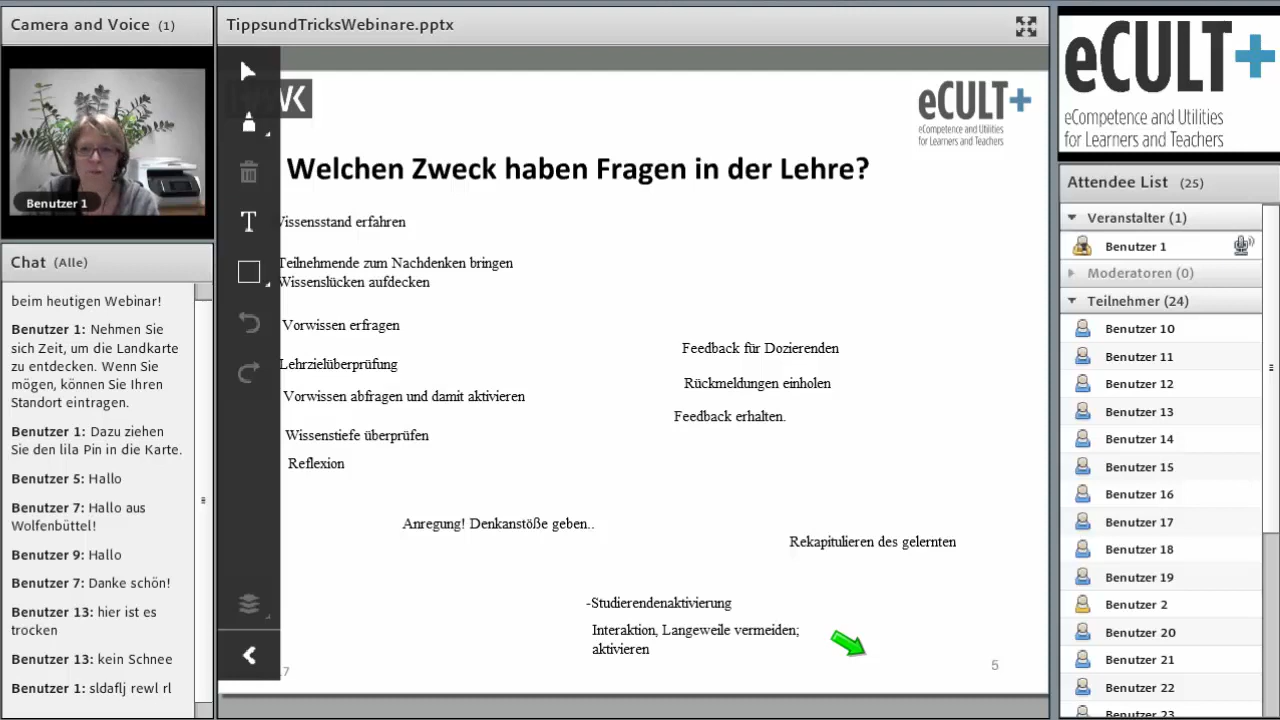 Camera and Voice (1)
Benutzer 1
Chat (Alle)
beim heutigen Webinar!
Benutzer 1: Nehmen Sie
sich Zeit, um die Landkarte
zu entdecken. Wenn Sie
mögen, können Sie Ihren
Standort eintragen.
Benutzer 1: Dazu ziehen
Sie den lila Pin in die Karte.
Benutzer 5: Hallo
Benutzer 7: Hallo aus
Wolfenbüttel!
Benutzer 9: Hallo
Benutzer 7: Danke schön!
Benutzer 13: hier ist es
trocken
Benutzer 13: kein Schnee
Benutzer 1: sldaflj rewl rl
TippsundTricksWebinare.pptx
eCULT+
eCompetence and Utilities
for Learners and Teachers
Welchen Zweck haben Fragen in der Lehre?
issensstand erfahren
Teilnehmende zum Nachdenken bringen
Wissenslücken aufdecken
Vorwissen erfragen
Lehrzielüberprüfung
Vorwissen abfragen und damit aktivieren
Wissenstiefe überprüfen
Reflexion
Feedback für Dozierenden
Rückmeldungen einholen
Feedback erhalten.
Anregung! Denkanstöße geben..
Rekapitulieren des gelernten
-Studierendenaktivierung
Interaktion, Langeweile vermeiden;
aktivieren
5
eCULT+
eCompetence and Utilities
for Learners and Teachers
Attendee List (25)
Veranstalter (1)
Benutzer 1
Moderatoren (0)
Teilnehmer (24)
Benutzer 10
Benutzer 11
Benutzer 12
Benutzer 13
Benutzer 14
Benutzer 15
Benutzer 16
Benutzer 17
Benutzer 18
Benutzer 19
Benutzer 2
Benutzer 20
Benutzer 21
Benutzer 22
Benutzer 23